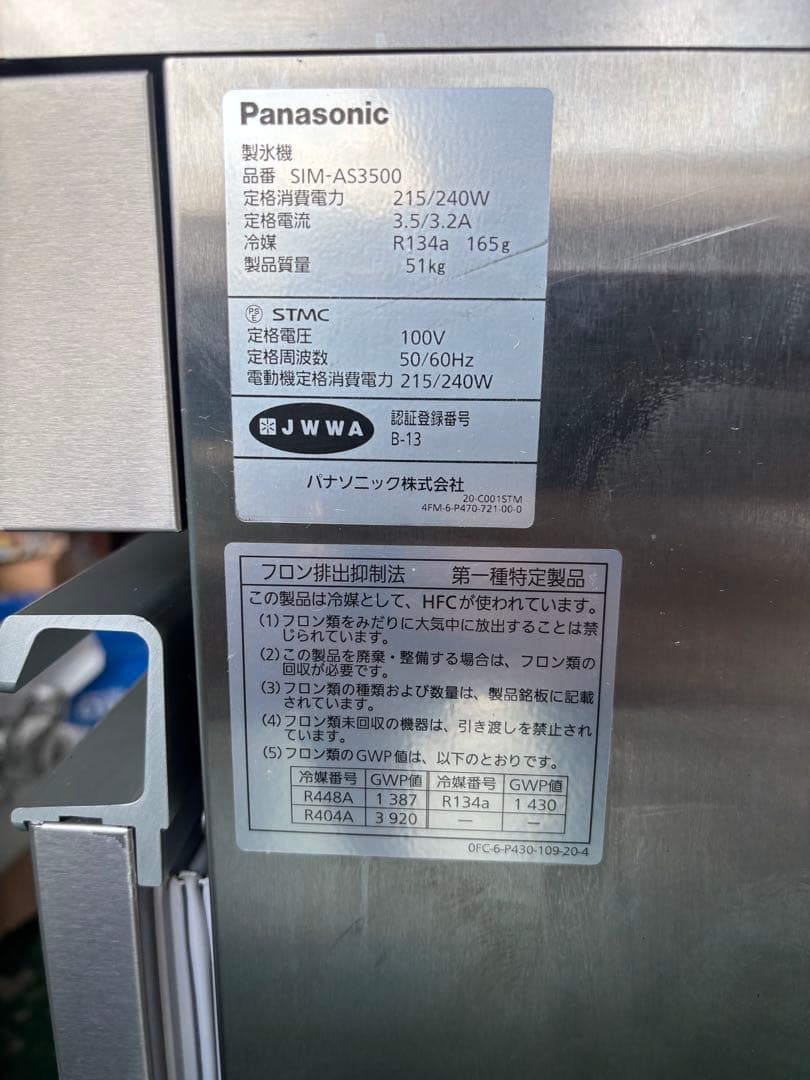 Panasonic
製氷機
品番 SIM-AS3500
定格消費電力 215/240W
定格電流 3.5/3.2A
冷媒 R134a 165g
製品質量 51kg
PSE STMC
定格電圧 100V
定格周波数 50/60Hz
電動機定格消費電力 215/240W
JWWA 認証登録番号
B-13
パナソニック株式会社
20-C001STM
4FM-6-P470-721-00-0
フロン排出抑制法 第一種特定製品
この製品は冷媒として、HFCが使われています。
(1)フロン類をみだりに大気中に放出することは禁
じられています。
(2)この製品を廃棄・整備する場合は、フロン類の
回収が必要です。
(3)フロン類の種類および数量は、製品銘板に記載
されています。
(4)フロン類未回収の機器は、引き渡しを禁止され
ています。
(5)フロン類のGWP値は、以下のとおりです。
冷媒番号 GWP値 冷媒番号 GWP値
R448A 1 387 R134a 1 430
R404A 3 920 — —
0FC-6-P430-109-20-4